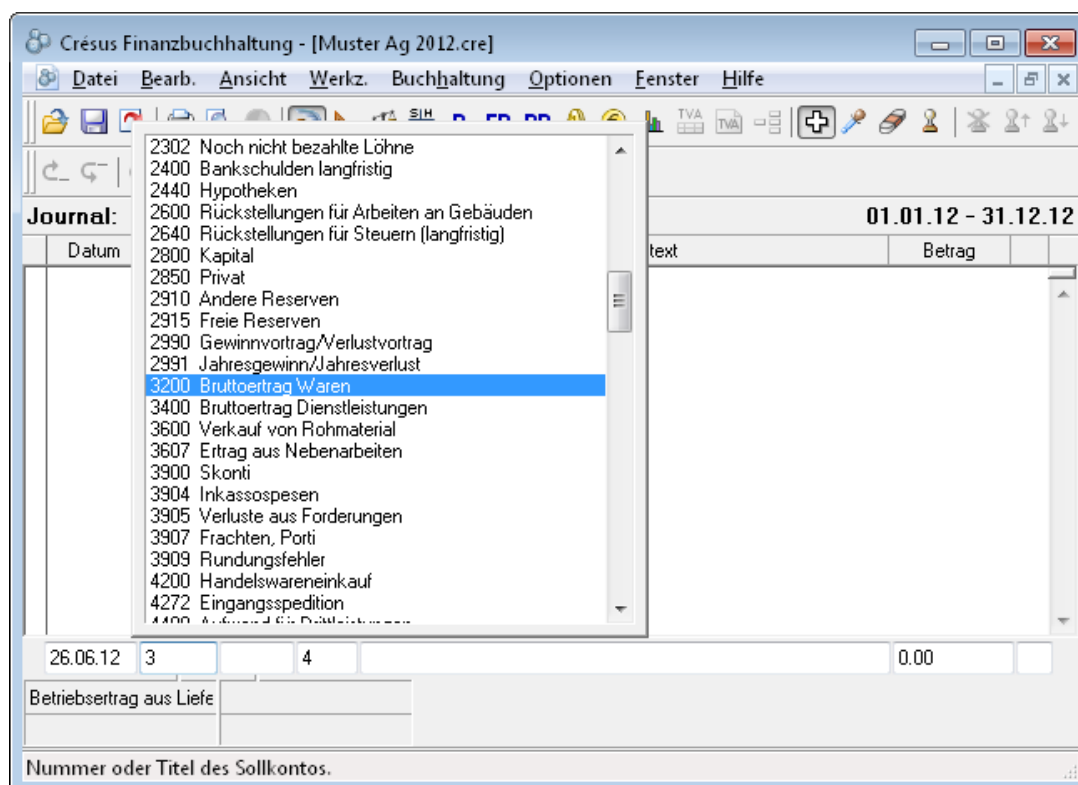 Crésus Finanzbuchhaltung - [Muster Ag 2012.cre]
Datei Bearb. Ansicht Werkz. Buchhaltung Optionen Fenster Hilfe
TVA TVA
2302 Noch nicht bezahlte Löhne
2400 Bankschulden langfristig
2440 Hypotheken
2600 Rückstellungen für Arbeiten an Gebäuden
2640 Rückstellungen für Steuern (langfristig)
2800 Kapital
2850 Privat
2910 Andere Reserven
2915 Freie Reserven
2990 Gewinnvortrag/Verlustvortrag
2991 Jahresgewinn/Jahresverlust
3200 Bruttoertrag Waren
3400 Bruttoertrag Dienstleistungen
3600 Verkauf von Rohmaterial
3607 Ertrag aus Nebenarbeiten
3900 Skonti
3904 Inkassospesen
3905 Verluste aus Forderungen
3907 Frachten, Porti
3909 Rundungsfehler
4200 Handelswareneinkauf
4272 Eingangsspedition
Journal: 01.01.12 - 31.12.12
Datum text Betrag
26.06.12 3 4 0.00
Betriebsertrag aus Liefe
Nummer oder Titel des Sollkontos.